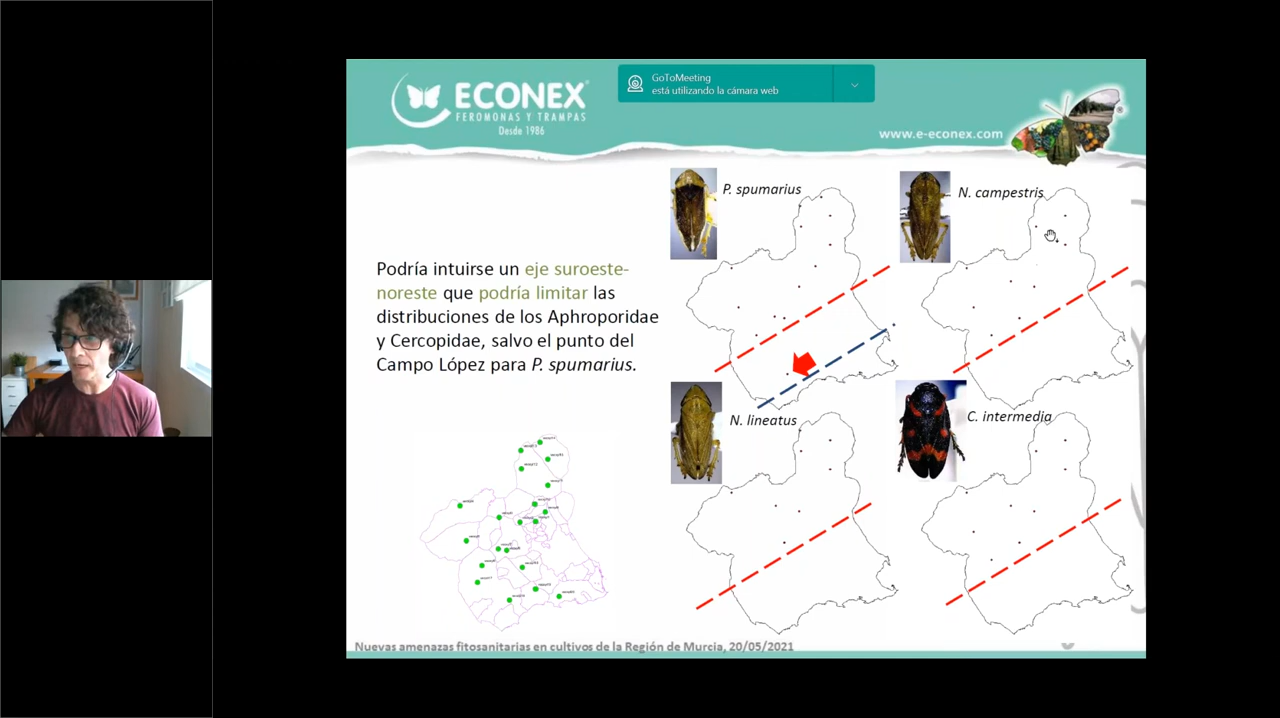 GoToMeeting
está utilizando la cámara web
ECONEX
FEROMONAS Y TRAMPAS
Desde 1986
www.e-econex.com
®
P. spumarius
N. campestris
Podría intuirse un eje suroeste-
noreste que podría limitar las
distribuciones de los Aphroporidae
y Cercopidae, salvo el punto del
Campo López para P. spumarius.
N. lineatus
C. intermedia
Nuevas amenazas fitosanitarias en cultivos de la Región de Murcia, 20/05/2021